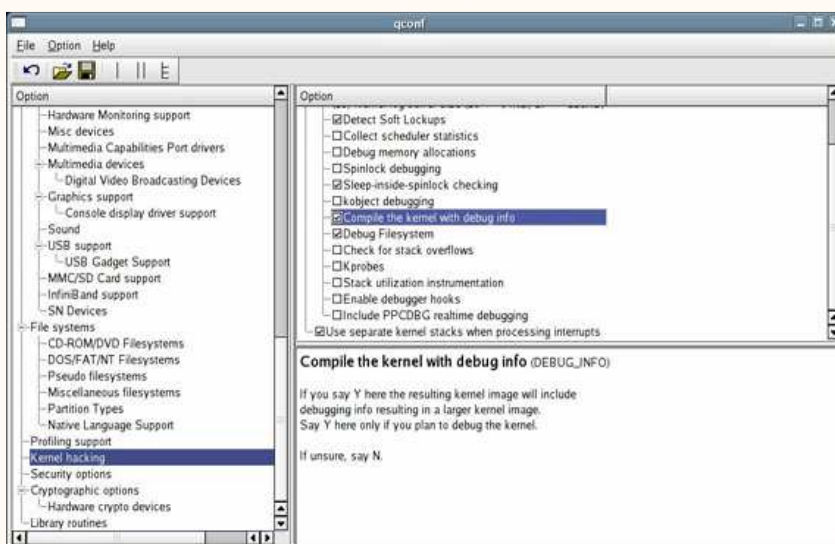 qconf
File Option Help
Option
Hardware Monitoring support
Misc devices
Multimedia Capabilities Port drivers
Multimedia devices
Digital Video Broadcasting Devices
Graphics support
Console display driver support
Sound
USB support
USB Gadget Support
MMC/SD Card support
InfiniBand support
SN Devices
File systems
CD-ROM/DVD Filesystems
DOS/FAT/NT Filesystems
Pseudo filesystems
Miscellaneous filesystems
Partition Types
Native Language Support
Profiling support
Kernel hacking
Security options
Cryptographic options
Hardware crypto devices
Library routines
Option
Detect Soft Lockups
Collect scheduler statistics
Debug memory allocations
Spinlock debugging
Sleep-inside-spinlock checking
kobject debugging
Compile the kernel with debug info
Debug Filesystem
Check for stack overflows
Kprobes
Stack utilization instrumentation
Enable debugger hooks
Include PPCDBG realtime debugging
Use separate kernel stacks when processing interrupts
Compile the kernel with debug info (DEBUG_INFO)
If you say Y here the resulting kernel image will include
debugging info resulting in a larger kernel image.
Say Y here only if you plan to debug the kernel.
If unsure, say N.